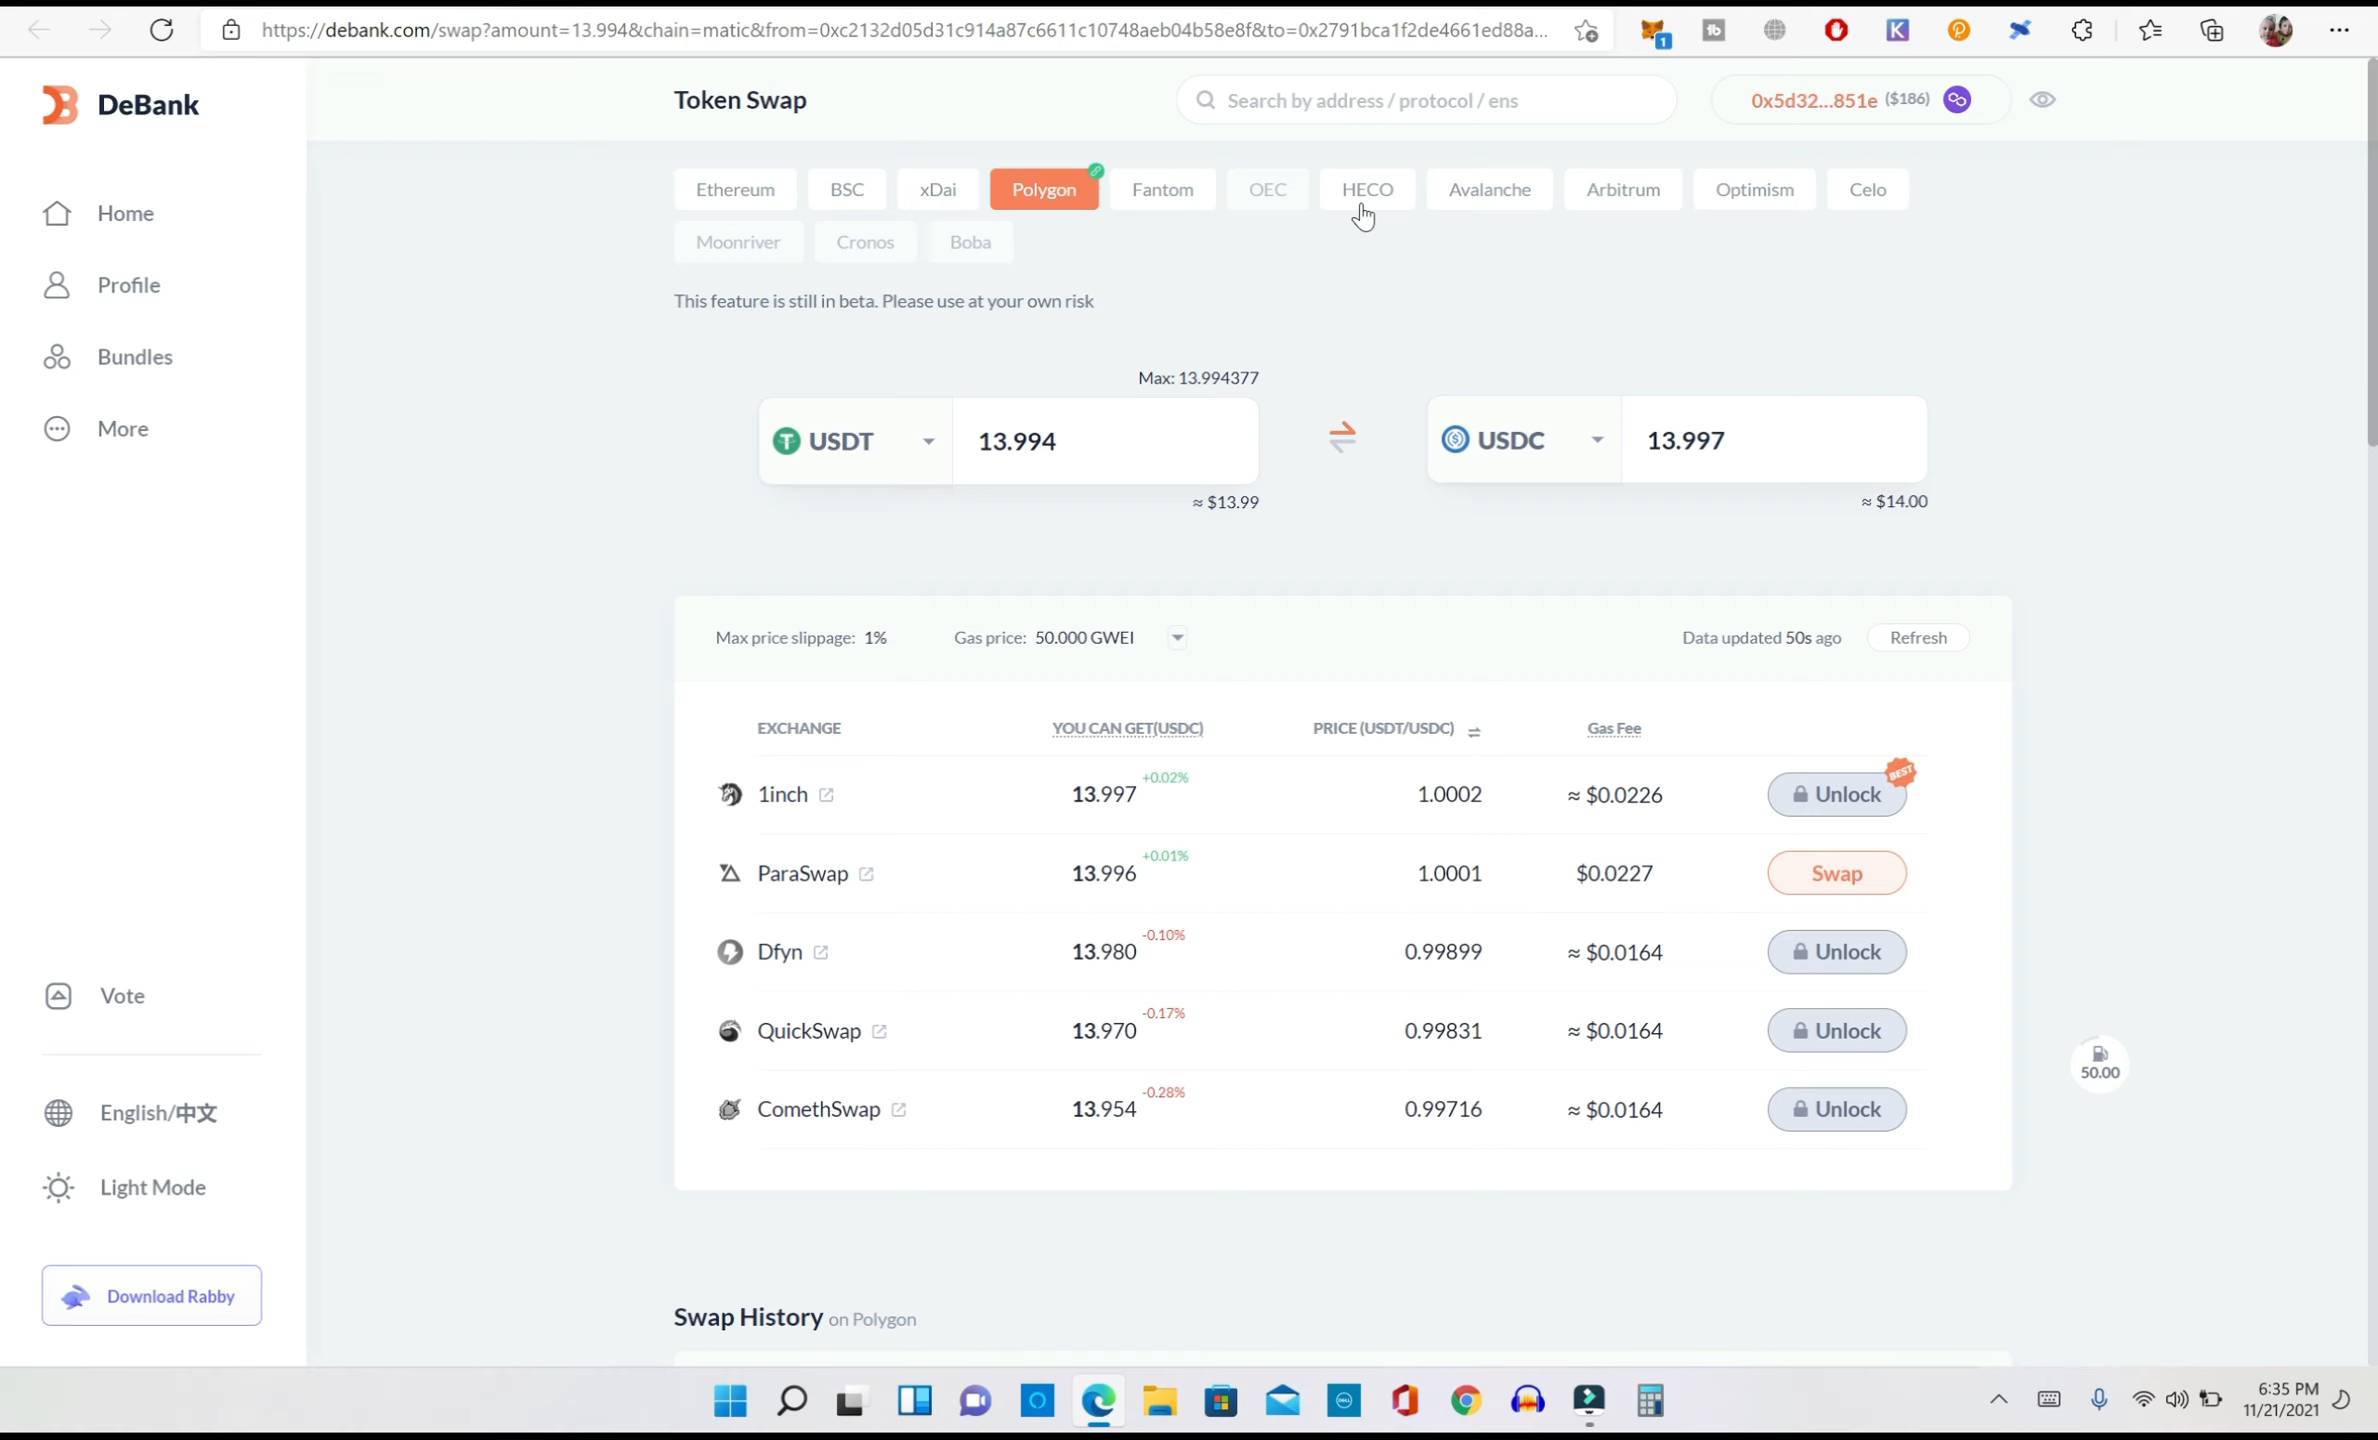 https://debank.com/swap?amount=13.994&chain=matic&from=0xc2132d05d31c914a87c6611c10748aeb04b58e8f&to=0x2791bca1f2de4661ed88a...
1
DeBank
Token Swap
Search by address / protocol / ens
0x5d32...851e ($186)
Home
Profile
Bundles
More
Ethereum BSC xDai Polygon Fantom OEC HECO Avalanche Arbitrum Optimism Celo
Moonriver Cronos Boba
This feature is still in beta. Please use at your own risk
Max: 13.994377
USDT 13.994
USDC 13.997
≈ $13.99
≈ $14.00
Max price slippage: 1% Gas price: 50.000 GWEI Data updated 50s ago Refresh
EXCHANGE YOU CAN GET(USDC) PRICE (USDT/USDC) Gas Fee
1inch 13.997 +0.02% 1.0002 ≈ $0.0226 Unlock BEST
ParaSwap 13.996 +0.01% 1.0001 $0.0227 Swap
Dfyn 13.980 -0.10% 0.99899 ≈ $0.0164 Unlock
QuickSwap 13.970 -0.17% 0.99831 ≈ $0.0164 Unlock
ComethSwap 13.954 -0.28% 0.99716 ≈ $0.0164 Unlock
50.00
Vote
English/中文
Light Mode
Download Rabby
Swap History on Polygon
6:35 PM
11/21/2021